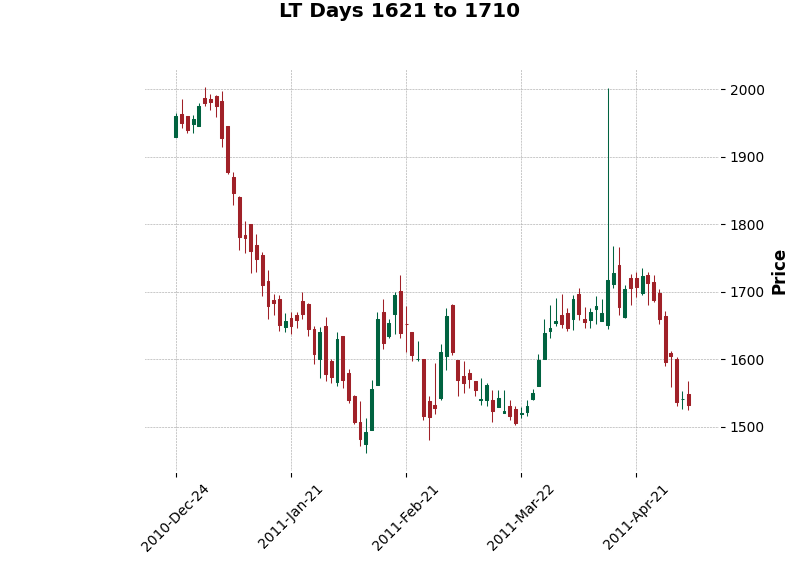 LT Days 1621 to 1710
2000
1900
1800
1700
1600
1500
Price
2010-Dec-24
2011-Jan-21
2011-Feb-21
2011-Mar-22
2011-Apr-21